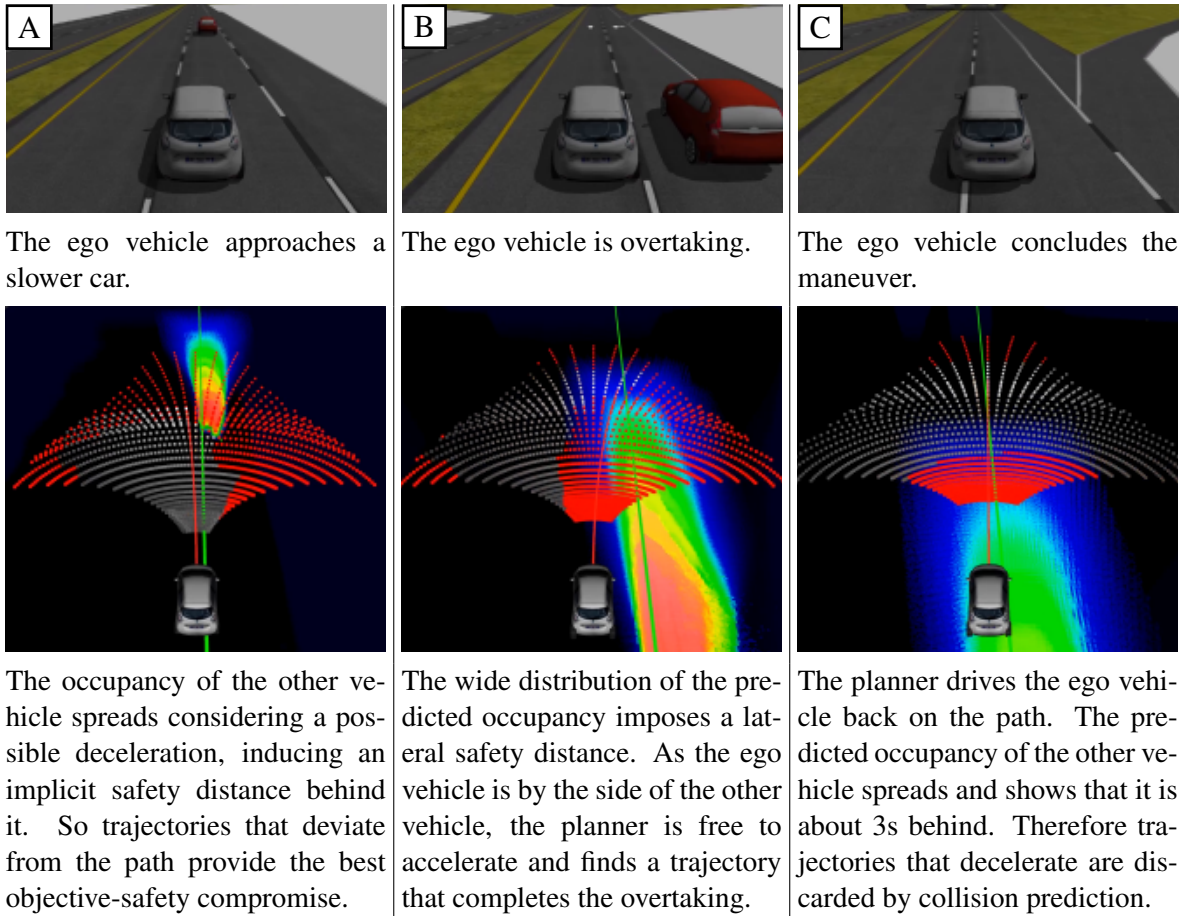 A
B
C
The ego vehicle approaches a
slower car.
The ego vehicle is overtaking.
The ego vehicle concludes the
maneuver.
The occupancy of the other ve-
hicle spreads considering a pos-
sible deceleration, inducing an
implicit safety distance behind
it. So trajectories that deviate
from the path provide the best
objective-safety compromise.
The wide distribution of the pre-
dicted occupancy imposes a lat-
eral safety distance. As the ego
vehicle is by the side of the other
vehicle, the planner is free to
accelerate and finds a trajectory
that completes the overtaking.
The planner drives the ego vehi-
cle back on the path. The pre-
dicted occupancy of the other ve-
hicle spreads and shows that it is
about 3s behind. Therefore tra-
jectories that decelerate are dis-
carded by collision prediction.